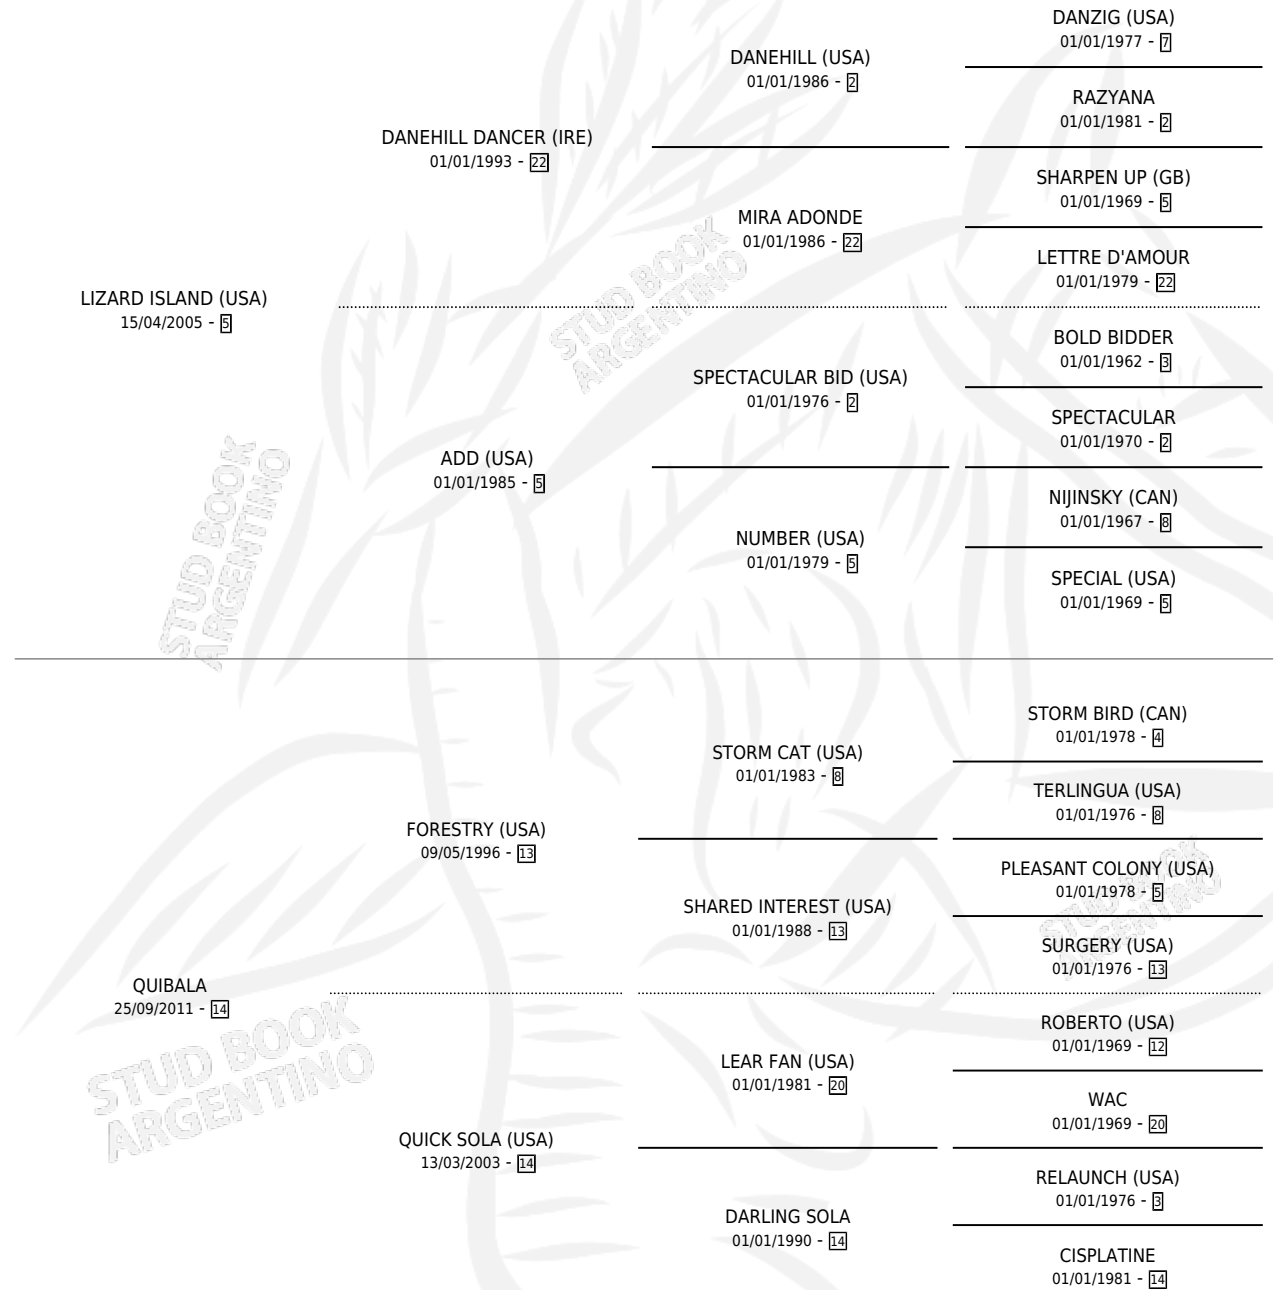 DANZIG (USA)
01/01/1977 - 7
DANEHILL (USA)
01/01/1986 - 2
RAZYANA
01/01/1981 - 2
DANEHILL DANCER (IRE)
01/01/1993 - 22
SHARPEN UP (GB)
01/01/1969 - 5
MIRA ADONDE
01/01/1986 - 22
LETTRE D'AMOUR
01/01/1979 - 22
LIZARD ISLAND (USA)
15/04/2005 - 5
STUD BOOK
ARGENTINO
BOLD BIDDER
01/01/1962 - 3
SPECTACULAR BID (USA)
01/01/1976 - 2
SPECTACULAR
01/01/1970 - 2
ADD (USA)
01/01/1985 - 5
NIJINSKY (CAN)
01/01/1967 - 8
NUMBER (USA)
01/01/1979 - 5
SPECIAL (USA)
01/01/1969 - 5
STUD BOOK
ARGENTINO
STORM BIRD (CAN)
01/01/1978 - 4
STORM CAT (USA)
01/01/1983 - 8
TERLINGUA (USA)
01/01/1976 - 8
FORESTRY (USA)
09/05/1996 - 13
PLEASANT COLONY (USA)
01/01/1978 - 5
SHARED INTEREST (USA)
01/01/1988 - 13
STUD BOOK
ARGENTINO
SURGERY (USA)
01/01/1976 - 13
QUIBALA
25/09/2011 - 14
ROBERTO (USA)
01/01/1969 - 12
LEAR FAN (USA)
01/01/1981 - 20
WAC
01/01/1969 - 20
STUD BOOK
ARGENTINO
QUICK SOLA (USA)
13/03/2003 - 14
RELAUNCH (USA)
01/01/1976 - 3
DARLING SOLA
01/01/1990 - 14
CISPLATINE
01/01/1981 - 14